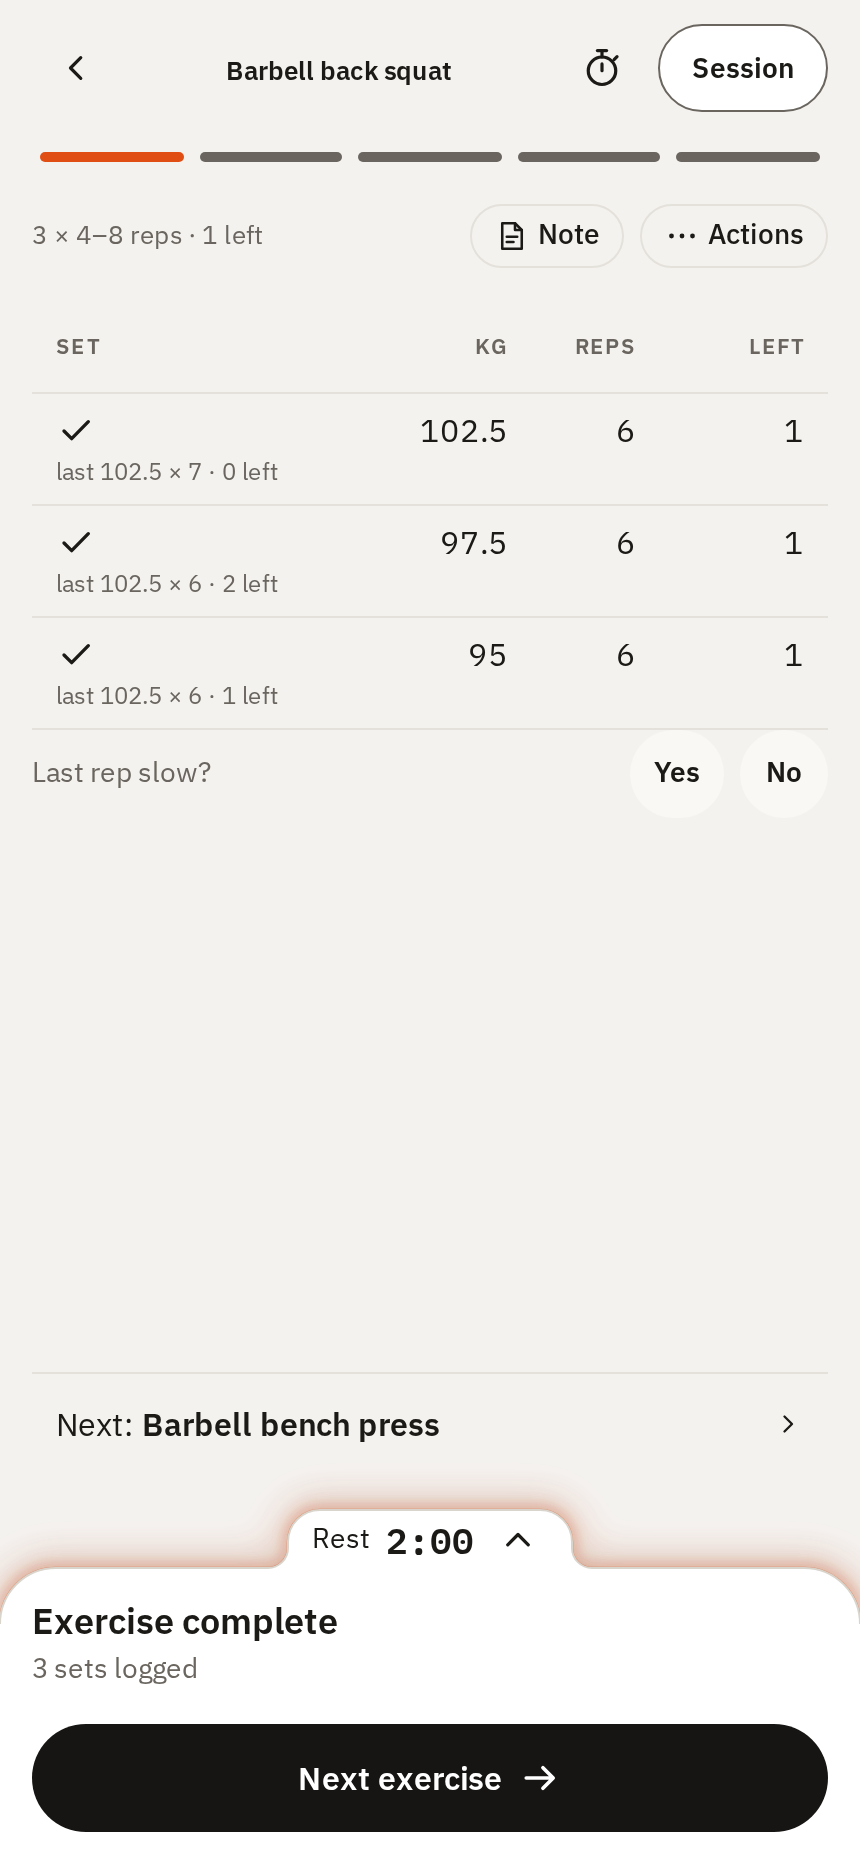 Barbell back squat
Session
3 × 4–8 reps · 1 left
Note
Actions
SET KG REPS LEFT
102.5 6 1
last 102.5 × 7 · 0 left
97.5 6 1
last 102.5 × 6 · 2 left
95 6 1
last 102.5 × 6 · 1 left
Last rep slow?
Yes
No
Next: Barbell bench press
Rest 2:00
Exercise complete
3 sets logged
Next exercise